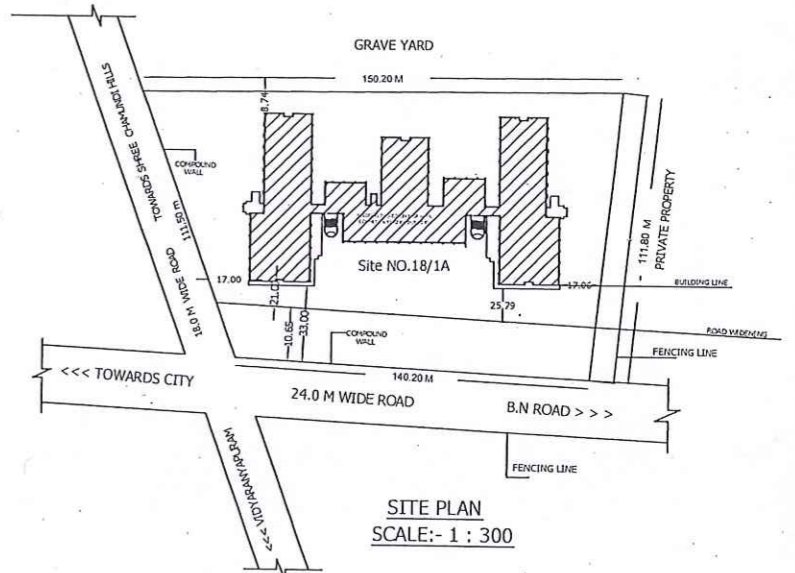 GRAVE YARD
150.20 M
8.74
TOWARDS SHREE CHAMUNDI HILLS
111.50 m
18.0 M WIDE ROAD
COMPOUND
WALL
PRIVATE PROPERTY
111.80 M
Site NO.18/1A
17.00
21.0
17.00
BUILDING LINE
25.79
10.65
33.00
ROAD WIDENING
COMPOUND
WALL
FENCING LINE
<<< TOWARDS CITY
140.20 M
24.0 M WIDE ROAD
B.N ROAD > > >
<<< VIDYARANYAPURAM
FENCING LINE
SITE PLAN
SCALE:- 1 : 300